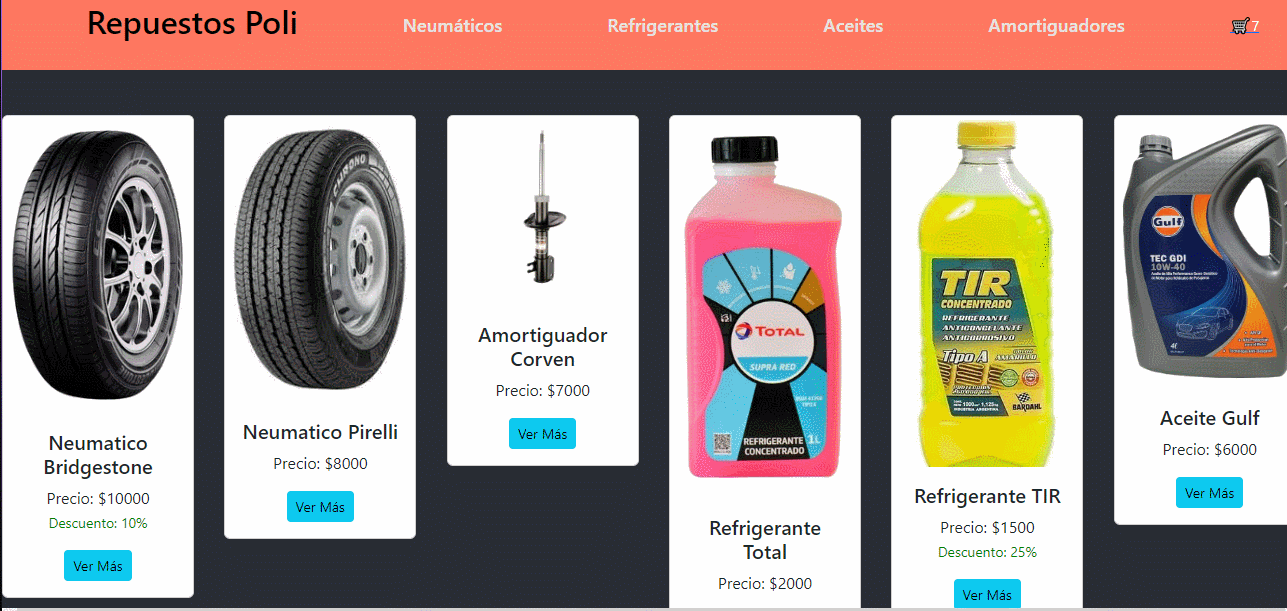 Repuestos Poli
Neumáticos
Refrigerantes
Aceites
Amortiguadores
7
Neumatico
Bridgestone
Precio: $10000
Descuento: 10%
Ver Más
CHRONO
Neumatico Pirelli
Precio: $8000
Ver Más
Amortiguador
Corven
Precio: $7000
Ver Más
TOTAL
SUPRA RED
1L
REFRIGERANTE
CONCENTRADO
Refrigerante
Total
Precio: $2000
TIR
CONCENTRADO
REFRIGERANTE
ANTICONGELANTE
ANTICORROSIVO
Tipo A
AMARILLO
BARDAHL
Refrigerante TIR
Precio: $1500
Descuento: 25%
Ver Más
Gulf
TEC GDI
10W-40
Aceite Gulf
Precio: $6000
Ver Más